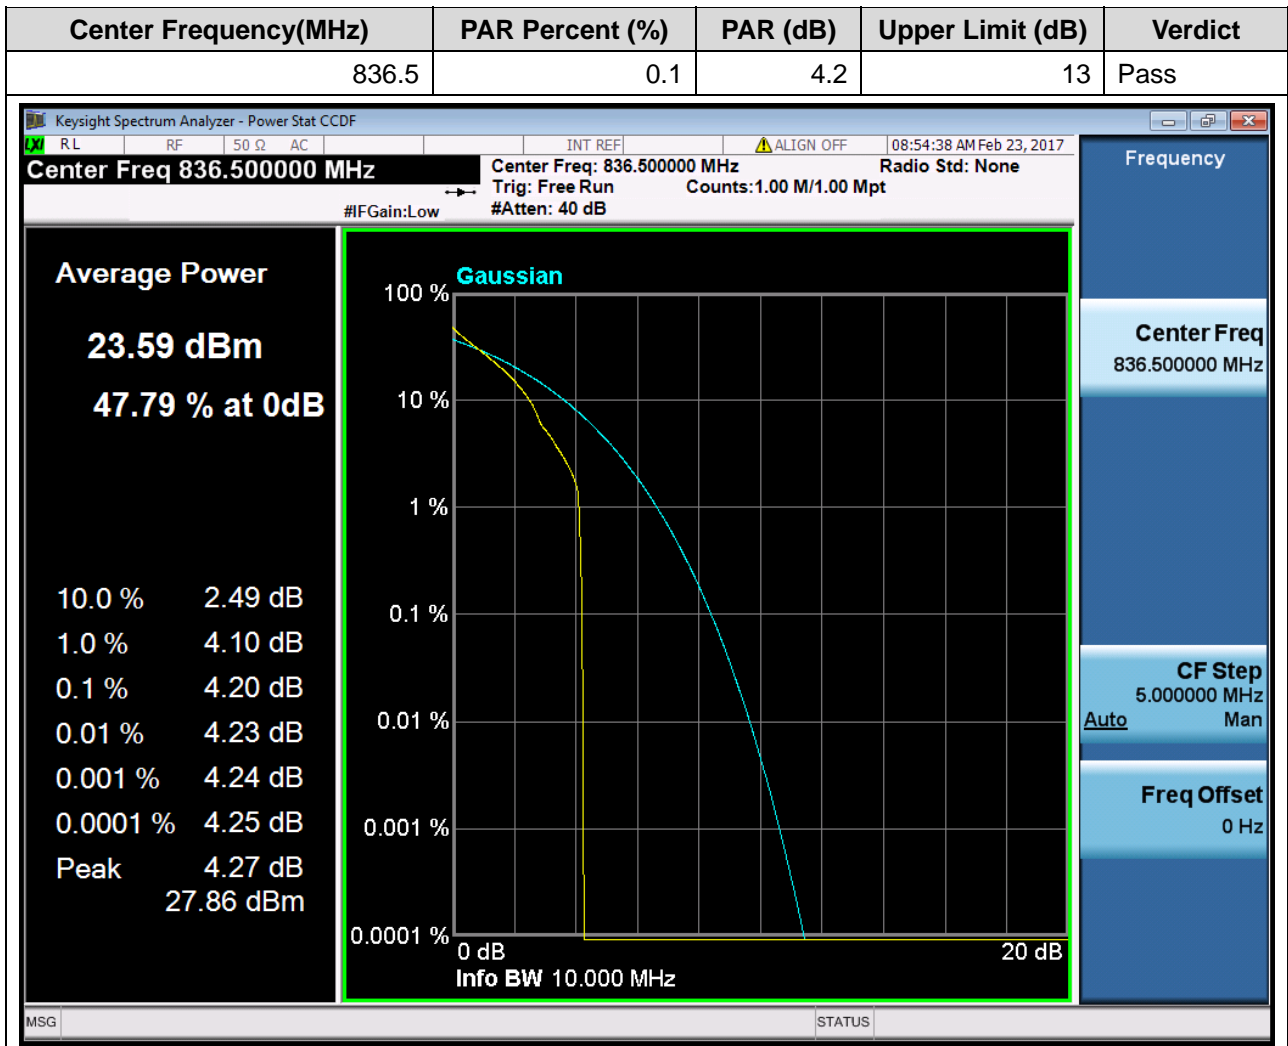 Center Frequency(MHz) PAR Percent (%) PAR (dB) Upper Limit (dB) Verdict
836.5 0.1 4.2 13 Pass
Keysight Spectrum Analyzer - Power Stat CCDF
LXI RL RF 50 Ω AC INT REF ALIGN OFF 08:54:38 AM Feb 23, 2017
Center Freq 836.500000 MHz
Center Freq: 836.500000 MHz Radio Std: None
Trig: Free Run Counts:1.00 M/1.00 Mpt
#IFGain:Low #Atten: 40 dB
Average Power
23.59 dBm
47.79 % at 0dB
10.0 % 2.49 dB
1.0 % 4.10 dB
0.1 % 4.20 dB
0.01 % 4.23 dB
0.001 % 4.24 dB
0.0001 % 4.25 dB
Peak 4.27 dB
27.86 dBm
Gaussian
100 %
10 %
1 %
0.1 %
0.01 %
0.001 %
0.0001 %
0 dB 20 dB
Info BW 10.000 MHz
Frequency
Center Freq
836.500000 MHz
CF Step
5.000000 MHz
Auto Man
Freq Offset
0 Hz
MSG STATUS